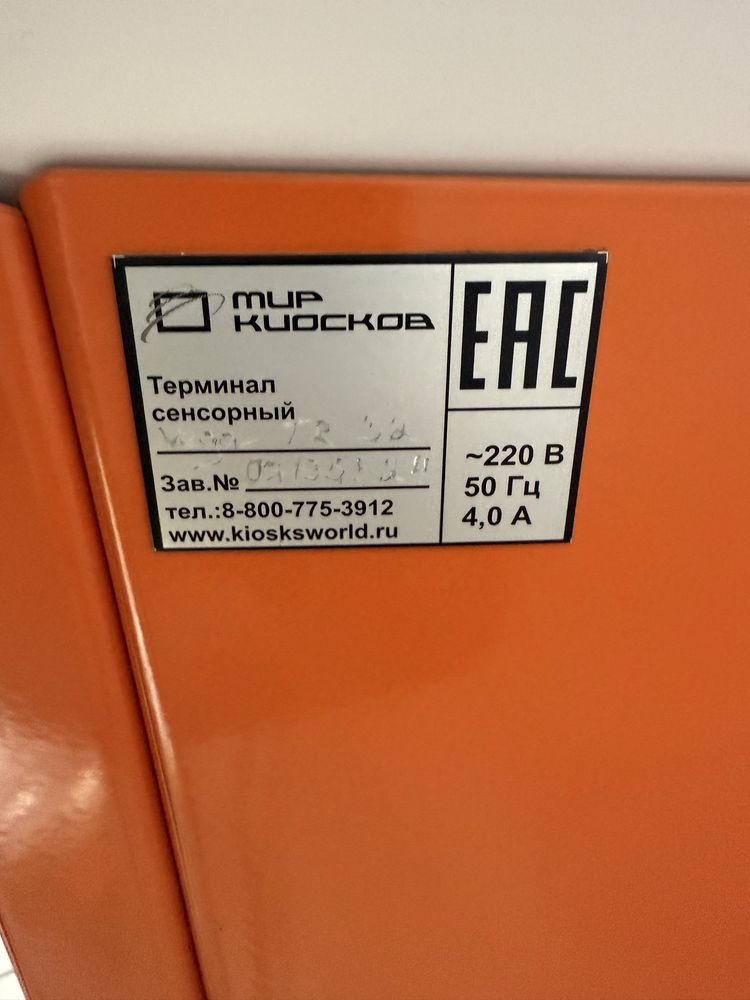 мир
киосков
Терминал
сенсорный
Зав.№
тел.:8-800-775-3912
www.kiosksworld.ru
EAC
~220 В
50 Гц
4,0 А